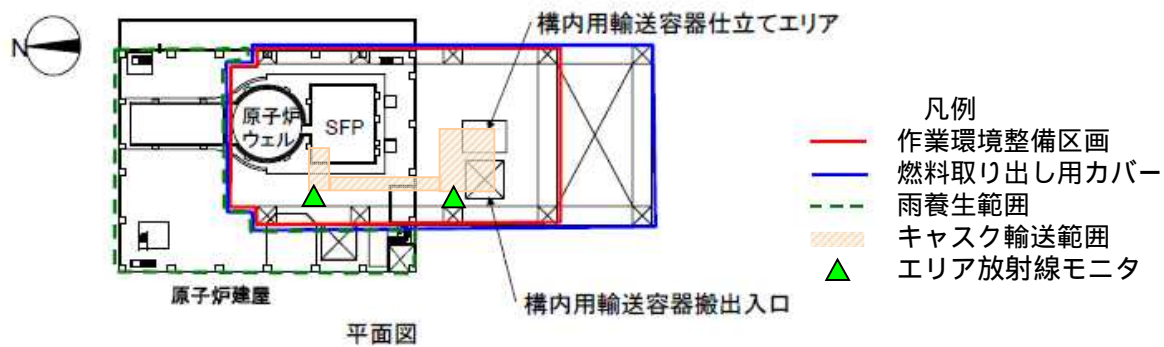 構内用輸送容器仕立てエリア
N
原子炉
ウェル
SFP
凡例
作業環境整備区画
燃料取り出し用カバー
雨養生範囲
キャスク輸送範囲
エリア放射線モニタ
原子炉建屋
構内用輸送容器搬出入口
平面図